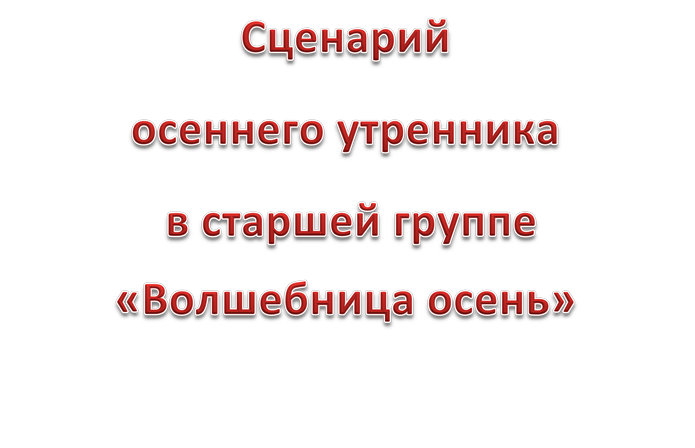 Сценарий
осеннего утренника
в старшей группе
«Волшебница осень»